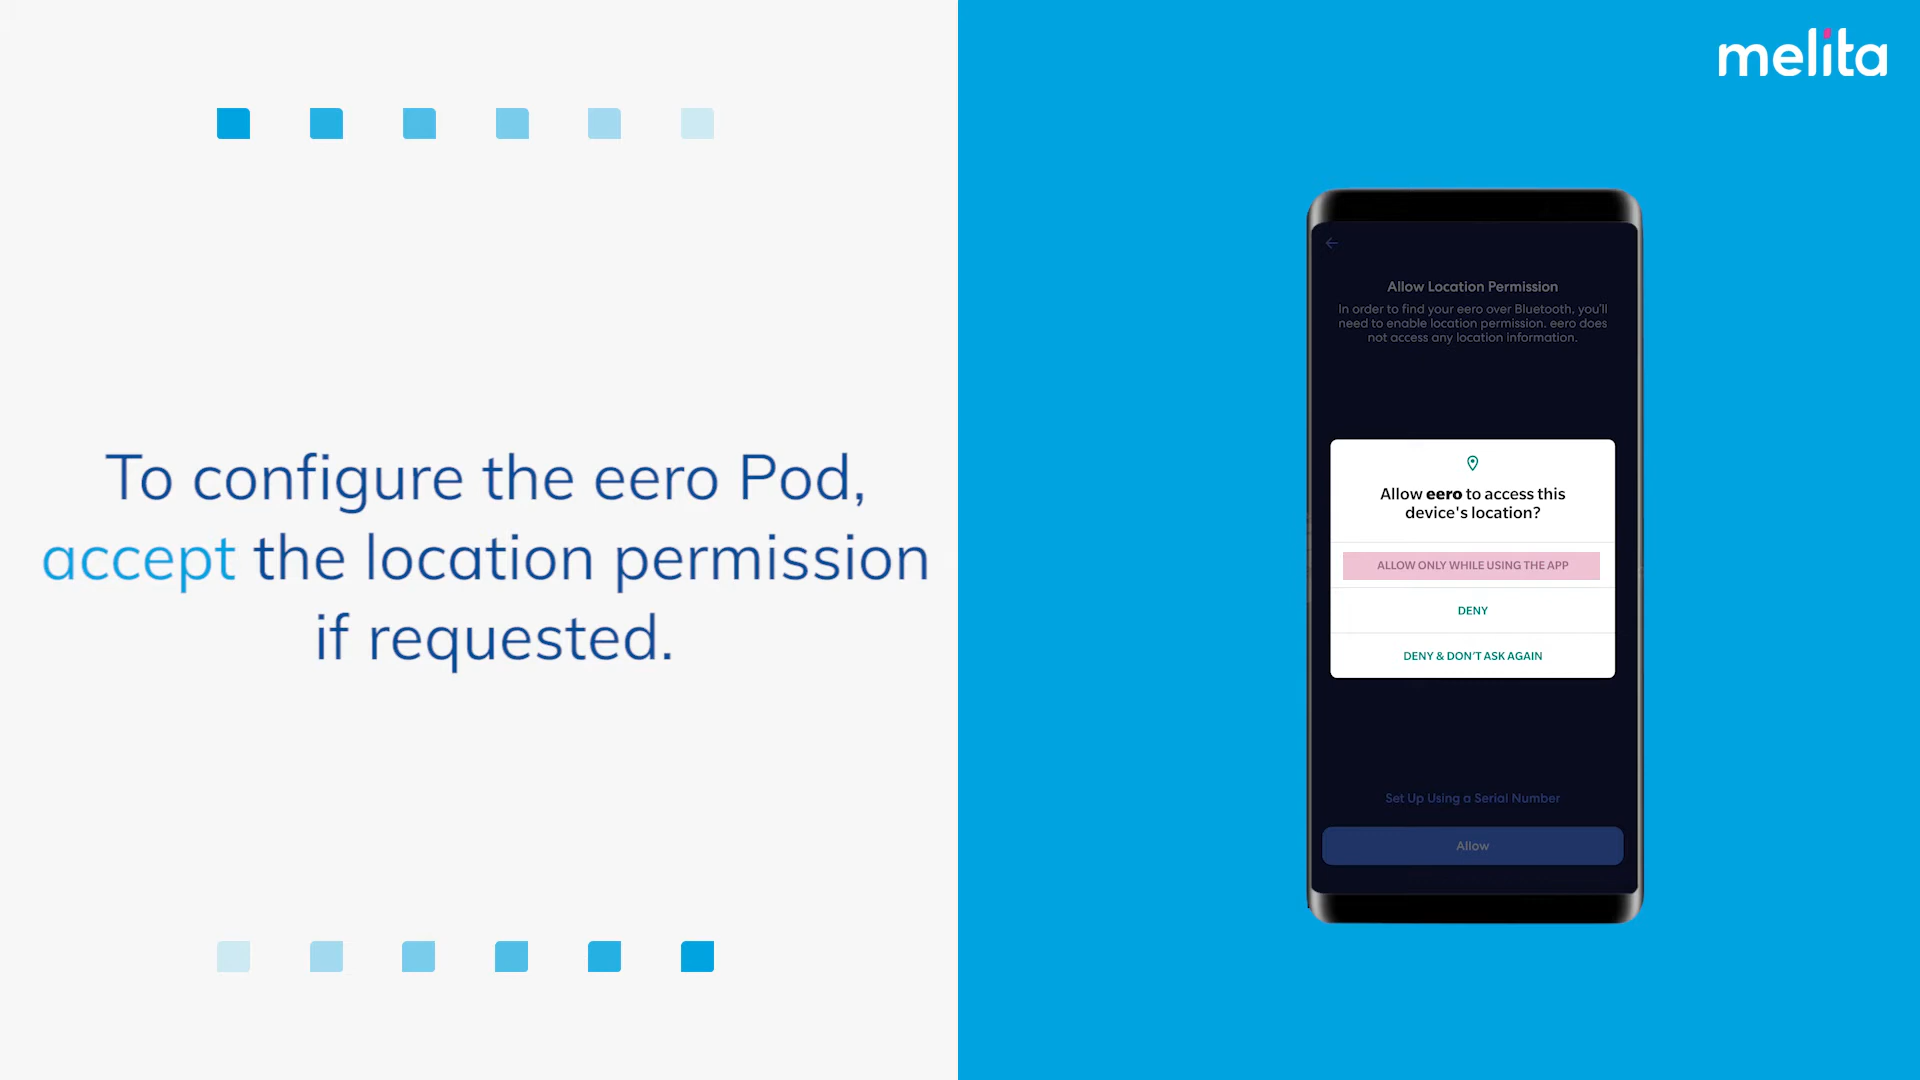 To configure the eero Pod,
accept the location permission
if requested.
melita
Allow Location Permission
In order to find your eero over Bluetooth, you'll
need to enable location permission. eero does
not access any location information.
Allow eero to access this
device's location?
ALLOW ONLY WHILE USING THE APP
DENY
DENY & DON'T ASK AGAIN
Set Up Using a Serial Number
Allow